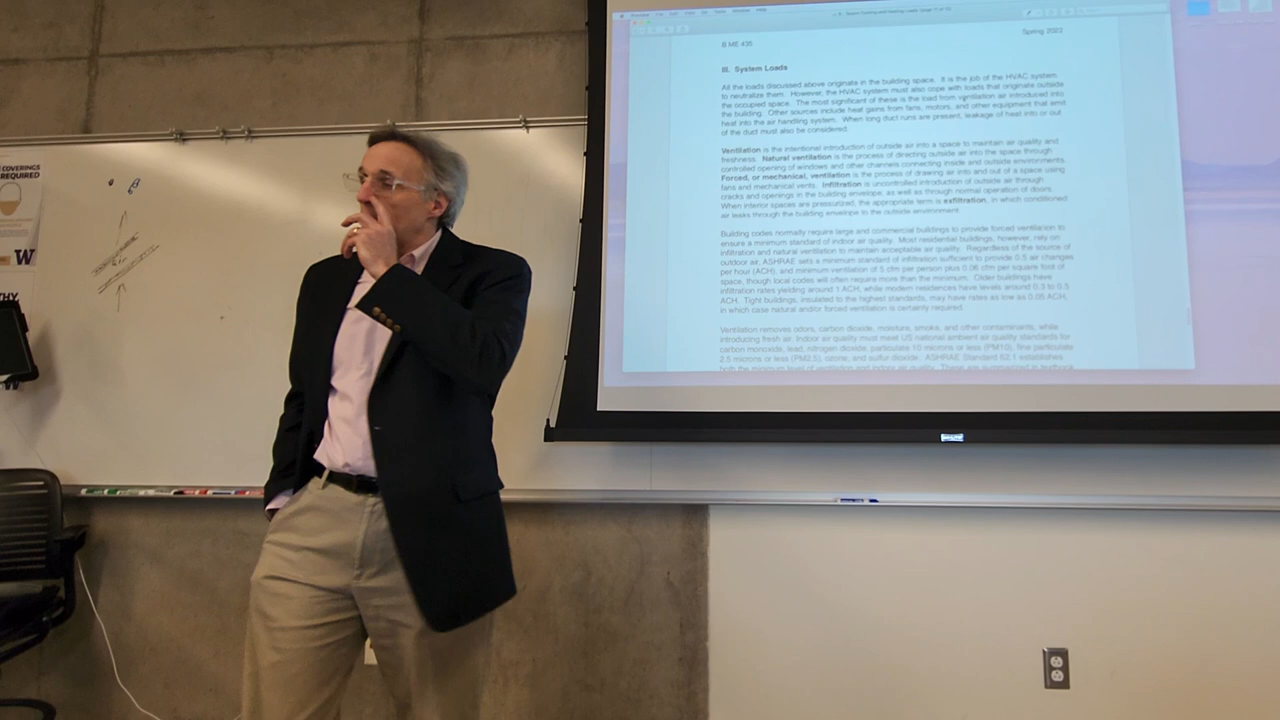 COVERINGS
REQUIRED
W
B ME 435
Spring 2023
III. System Loads
All the loads discussed above originate in the building space. It is the job of the HVAC system
to neutralize them. However, the HVAC system must also cope with loads that originate outside
the occupied space. The most significant of these is the load from ventilation air introduced into
the building. Other sources include heat gains from fans, motors, and other equipment that emit
heat into the air handling system. When long duct runs are present, leakage of heat into or out
of the duct must also be considered.
Ventilation is the intentional introduction of outside air into a space to maintain air quality and
freshness. Natural ventilation is the process of directing outside air into the space through
controlled opening of windows and other channels connecting inside and outside environments.
Forced, or mechanical, ventilation is the process of drawing air into and out of a space using
fans and mechanical vents. Infiltration is uncontrolled introduction of outside air through
cracks and openings in the building envelope, as well as through normal operation of doors.
When interior spaces are pressurized, the appropriate term is exfiltration, in which conditioned
air leaks through the building envelope to the outside environment.
Building codes normally require large and commercial buildings to provide forced ventilation to
ensure a minimum standard of indoor air quality. Most residential buildings, however, rely on
infiltration and natural ventilation to maintain acceptable air quality. Regardless of the source of
outdoor air, ASHRAE sets a minimum standard of infiltration sufficient to provide 0.5 air changes
per hour (ACH), and minimum ventilation of 5 cfm per person plus 0.06 cfm per square foot of
space, though local codes will often require more than the minimum. Older buildings have
infiltration rates yielding around 1 ACH, while modern residences have levels around 0.3 to 0.5
ACH. Tight buildings, insulated to the highest standards, may have rates as low as 0.05 ACH,
in which case natural and/or forced ventilation is certainly required.
Ventilation removes odors, carbon dioxide, moisture, smoke, and other contaminants, while
introducing fresh air. Indoor air quality must meet US national ambient air quality standards for
carbon monoxide, lead, nitrogen dioxide, particulate 10 microns or less (PM10), fine particulate
2.5 microns or less (PM2.5), ozone, and sulfur dioxide. ASHRAE Standard 62.1 establishes
both the minimum level of ventilation and indoor air quality. These are summarized in